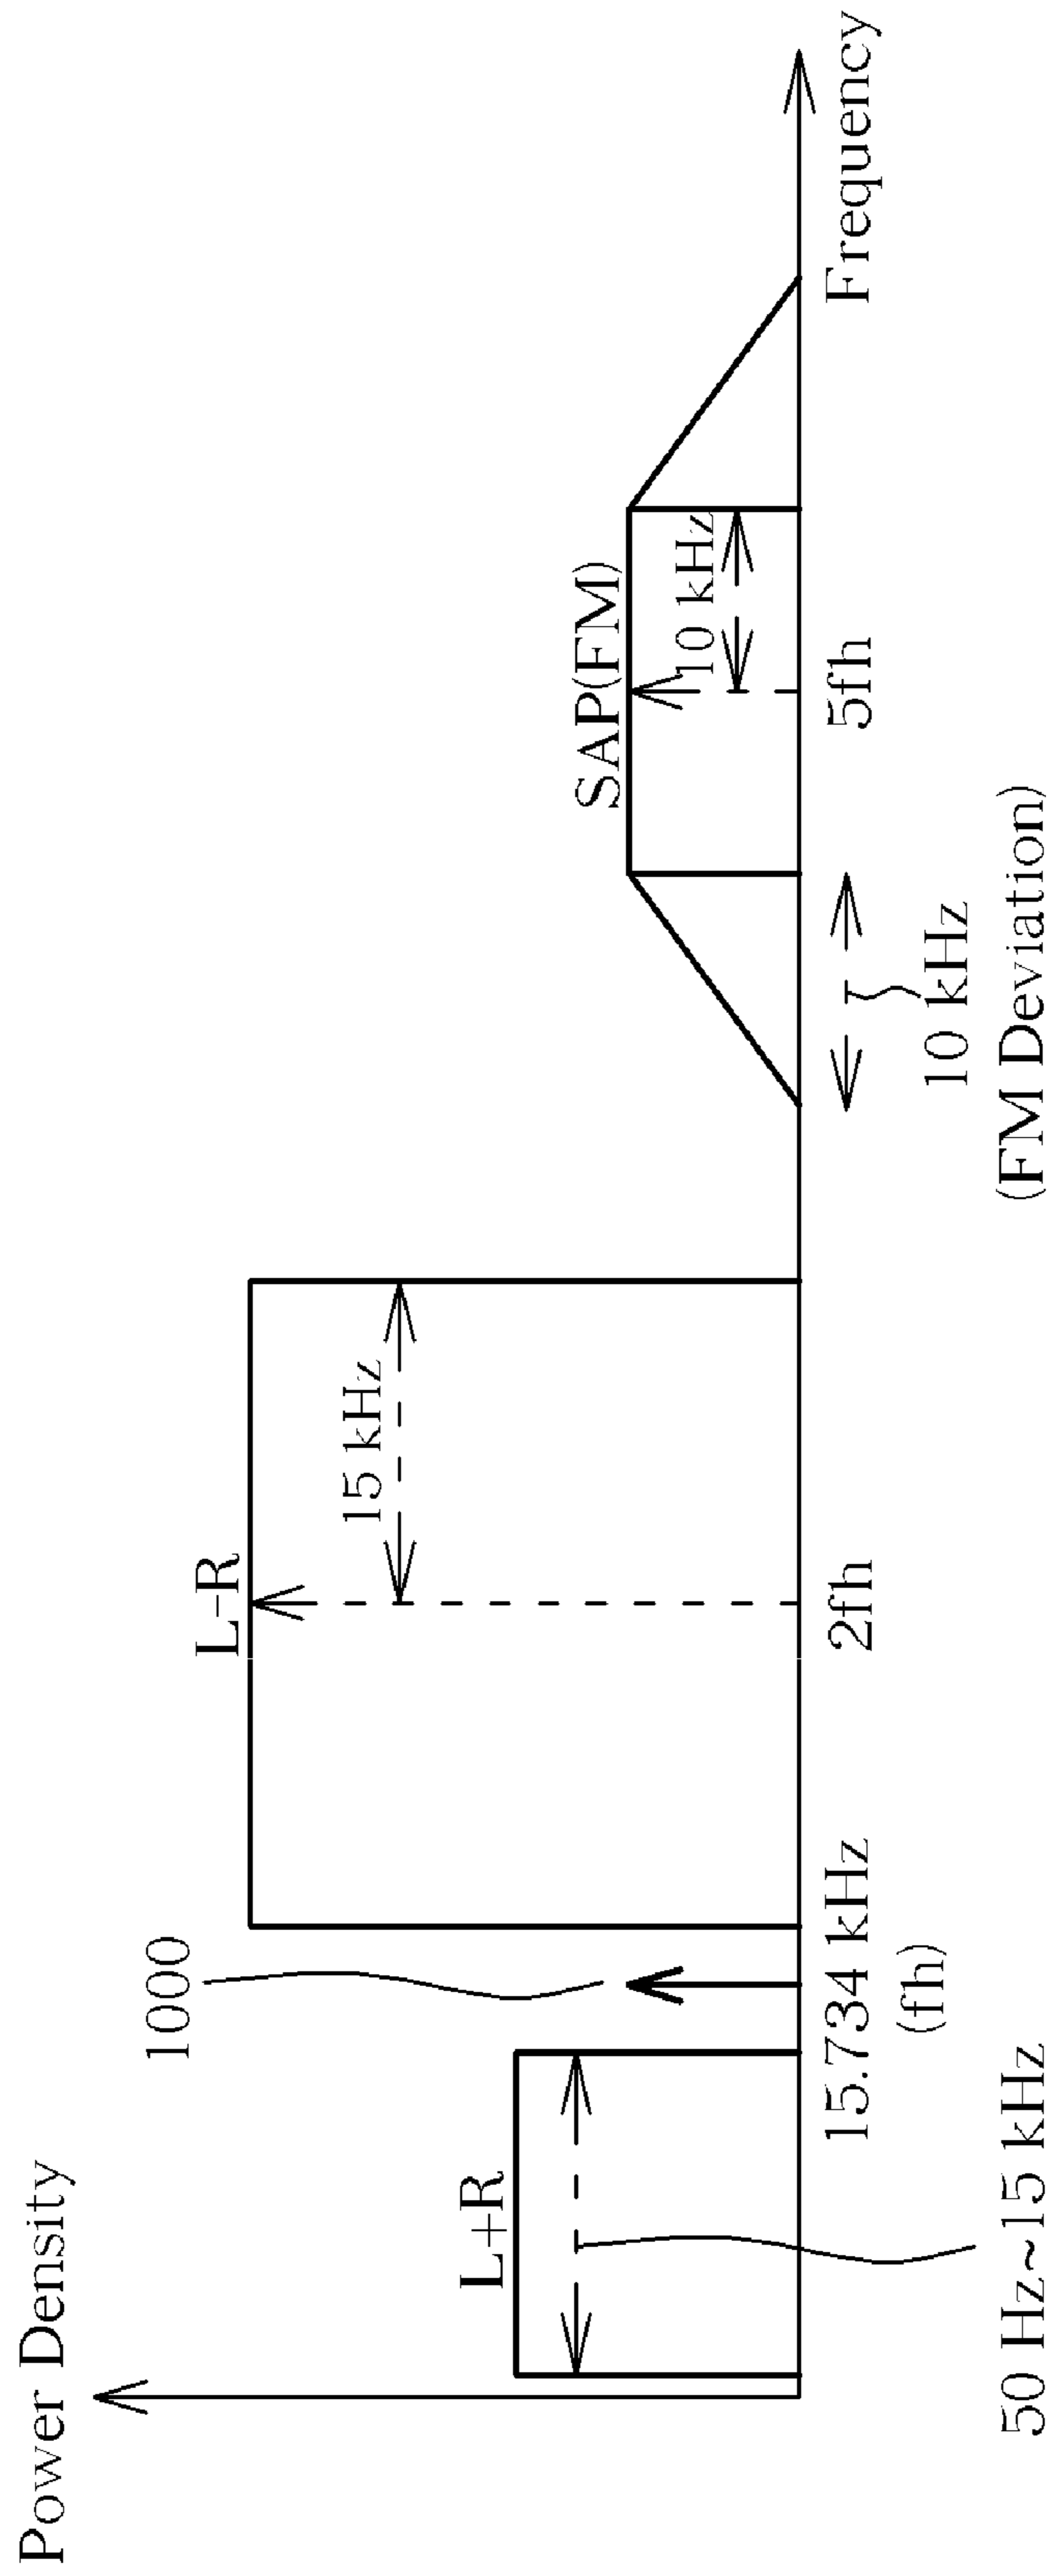 Power Density
1000
L-R
15 kHz
L+R
SAP(FM)
10 kHz
15.734 kHz
(fh)
2fh
5fh
Frequency
50 Hz~15 kHz
10 kHz
(FM Deviation)